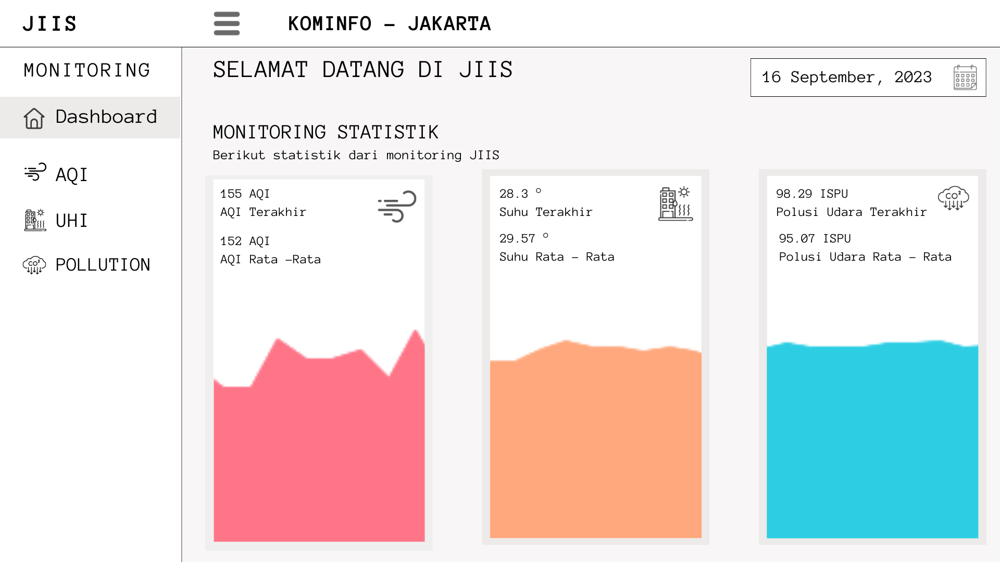 JIIS
KOMINFO – JAKARTA
MONITORING
Dashboard
AQI
UHI
POLLUTION
SELAMAT DATANG DI JIIS
16 September, 2023
MONITORING STATISTIK
Berikut statistik dari monitoring JIIS
155 AQI
AQI Terakhir
152 AQI
AQI Rata –Rata
28.3 °
Suhu Terakhir
29.57 °
Suhu Rata – Rata
98.29 ISPU
Polusi Udara Terakhir
CO²
95.07 ISPU
Polusi Udara Rata – Rata